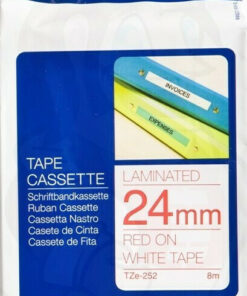 INVOICES
EXPENSES
TAPE
CASSETTE
Schriftbandkassette
Ruban Cassette
Cassetta Nastro
Casete de Cinta
Cassete de Fita
LAMINATED
24mm
RED ON
WHITE TAPE
TZe-252 8m